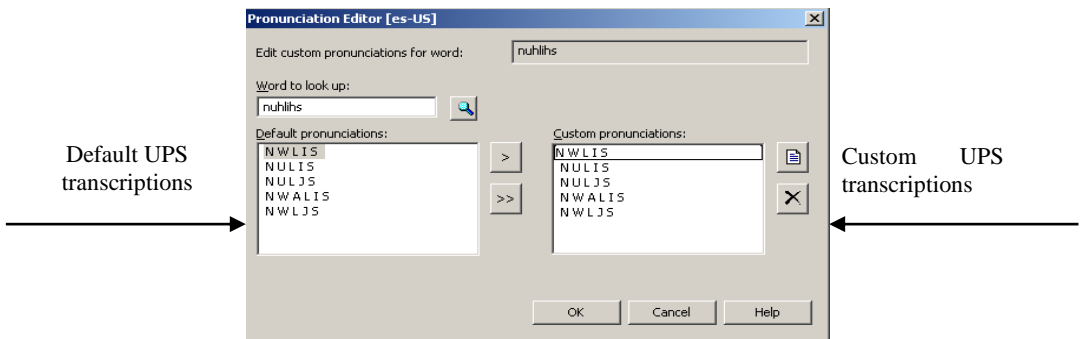 Pronunciation Editor [es-US]
Edit custom pronunciations for word:
nuhlihs
Word to look up:
nuhlihs
Default pronunciations:
N W L I S
N U L I S
N U L J S
N W A L I S
N W L J S
>
>>
Custom pronunciations:
N W L I S
N U L I S
N U L J S
N W A L I S
N W L J S
OK
Cancel
Help
Default UPS
transcriptions
Custom UPS
transcriptions